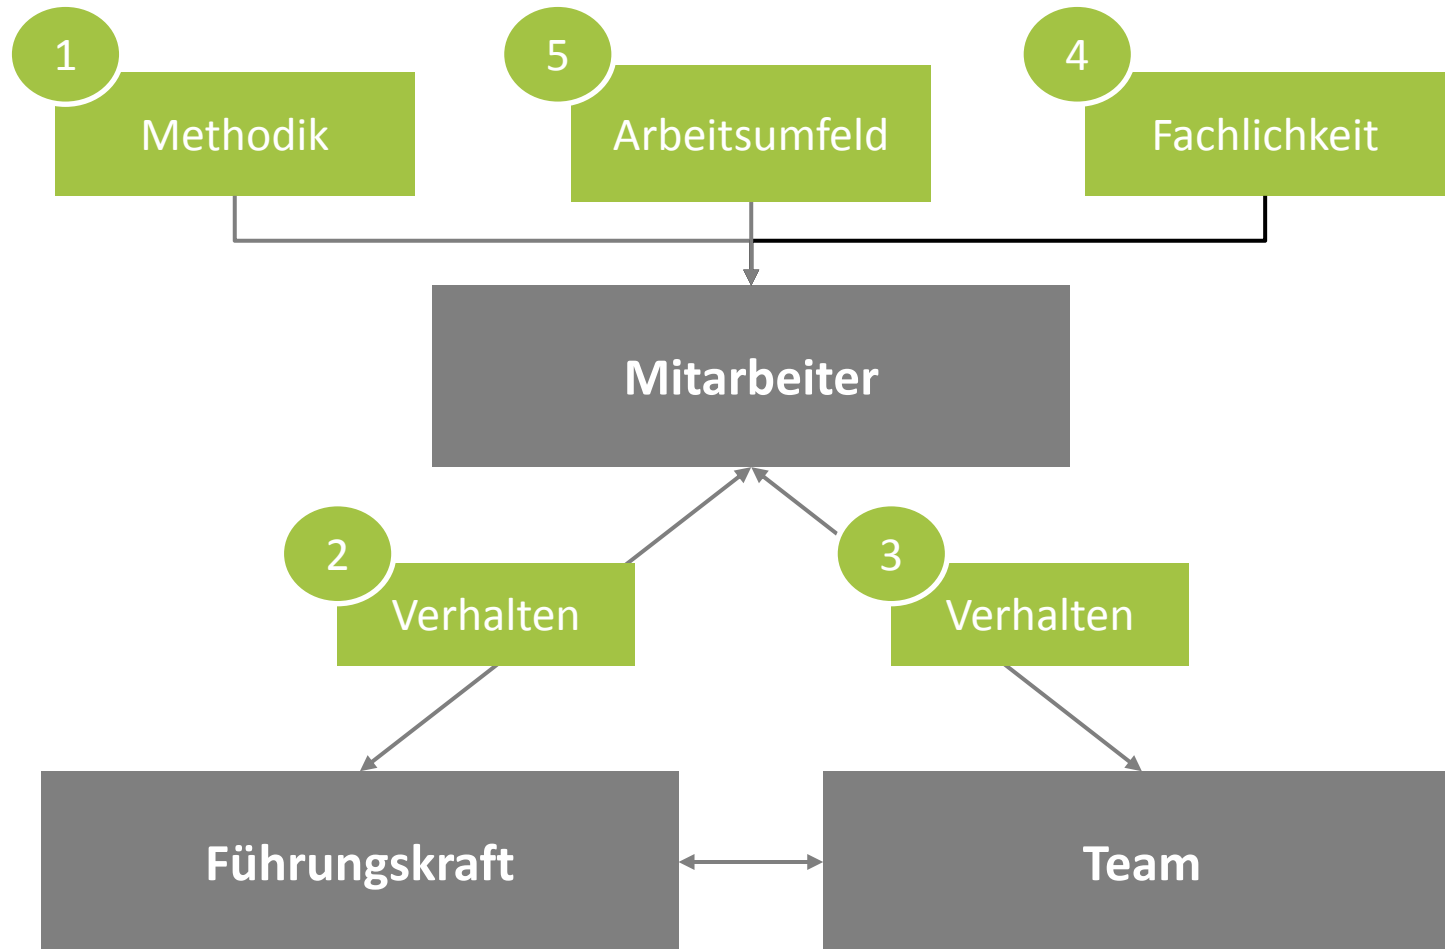 1
Methodik
5
Arbeitsumfeld
4
Fachlichkeit
Mitarbeiter
2
Verhalten
3
Verhalten
Führungskraft
Team